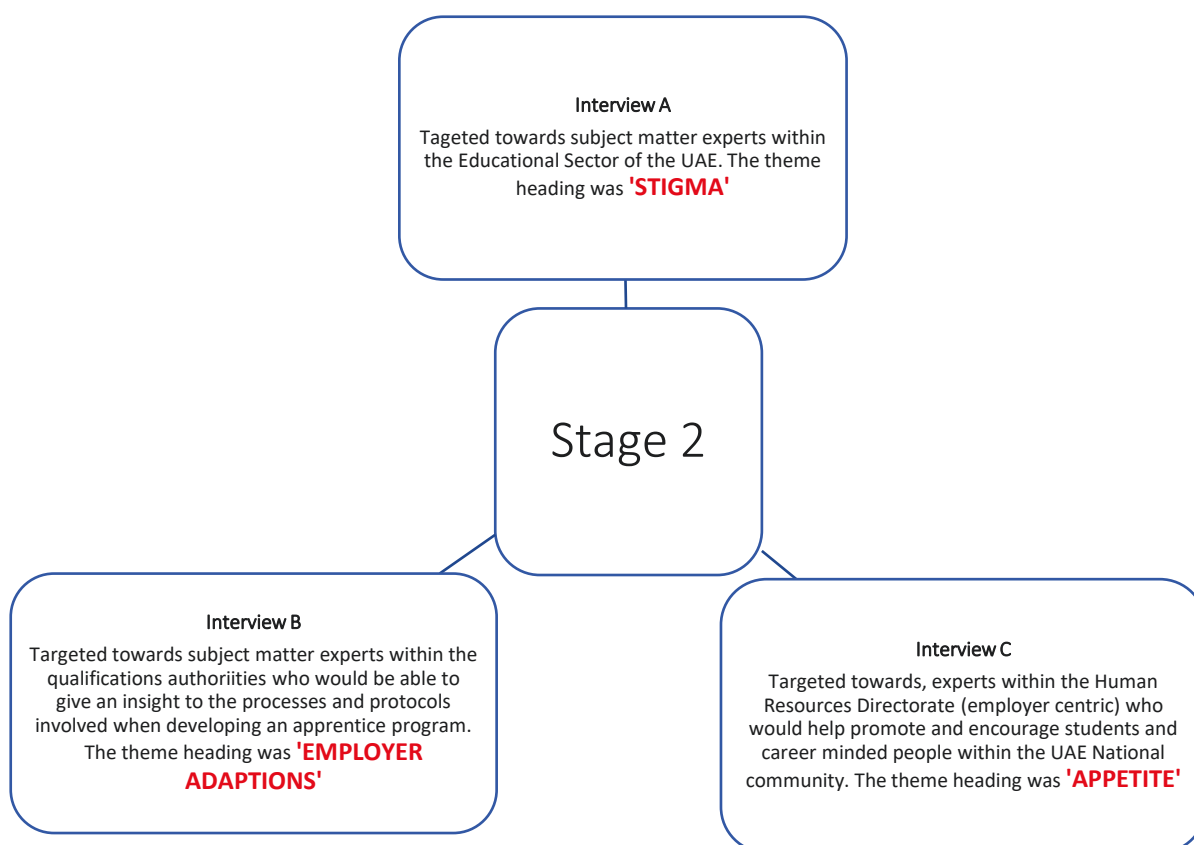 Interview A
Tageted towards subject matter experts within
the Educational Sector of the UAE. The theme
heading was 'STIGMA'
Stage 2
Interview B
Targeted towards subject matter experts within the
qualifications authoriities who would be able to
give an insight to the processes and protocols
involved when developing an apprentice program.
The theme heading was 'EMPLOYER
ADAPTIONS'
Interview C
Targeted towards, experts within the Human
Resources Directorate (employer centric) who
would help promote and encourage students and
career minded people within the UAE National
community. The theme heading was 'APPETITE'